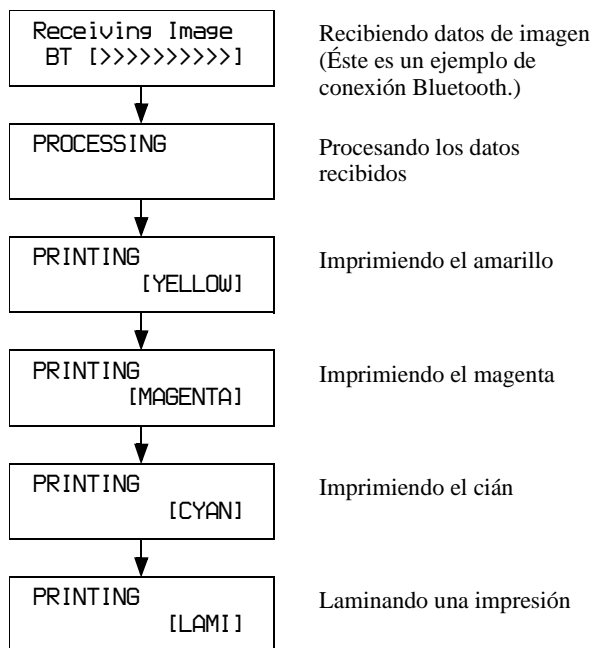 Receiving Image
BT [>>>>>>>>>>]
Recibiendo datos de imagen
(Éste es un ejemplo de
conexión Bluetooth.)
PROCESSING
Procesando los datos
recibidos
PRINTING
[YELLOW]
Imprimiendo el amarillo
PRINTING
[MAGENTA]
Imprimiendo el magenta
PRINTING
[CYAN]
Imprimiendo el cián
PRINTING
[LAMI]
Laminando una impresión